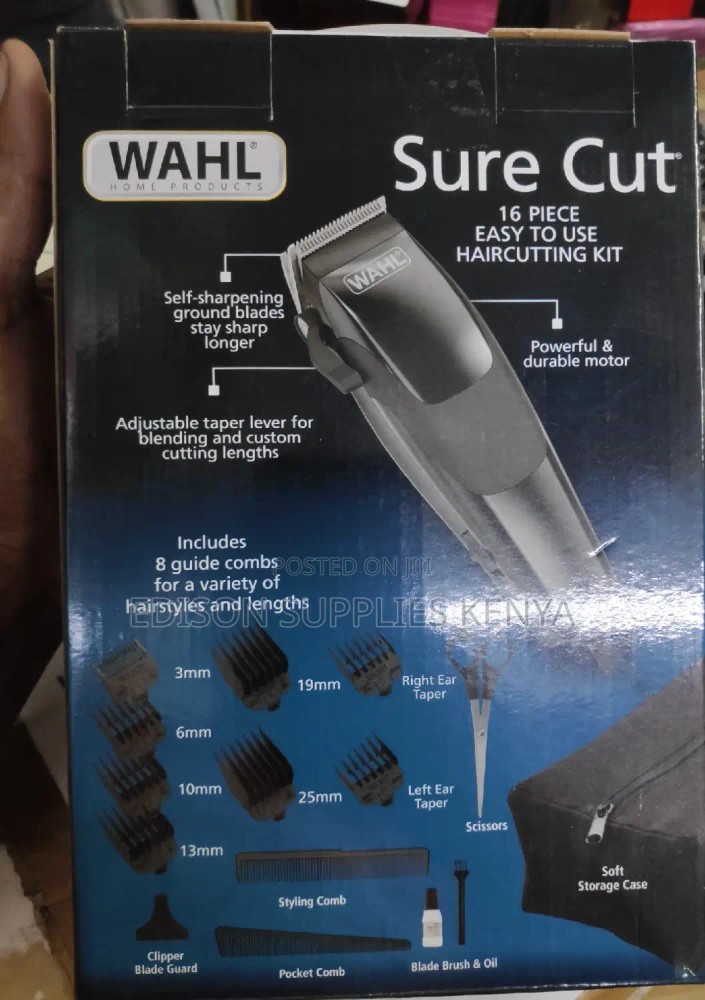 WAHL®
HOME PRODUCTS
Sure Cut®
16 PIECE
EASY TO USE
HAIRCUTTING KIT
WAHL
Self-sharpening
ground blades
stay sharp
longer
Powerful &
durable motor
Adjustable taper lever for
blending and custom
cutting lengths
Includes
8 guide combs
for a variety of
hairstyles and lengths
POSTED ON JIJI
EDISON SUPPLIES KENYA
3mm
19mm
Right Ear
Taper
6mm
10mm
25mm
Left Ear
Taper
13mm
Scissors
Styling Comb
Soft
Storage Case
Clipper
Blade Guard
Pocket Comb
Blade Brush & Oil